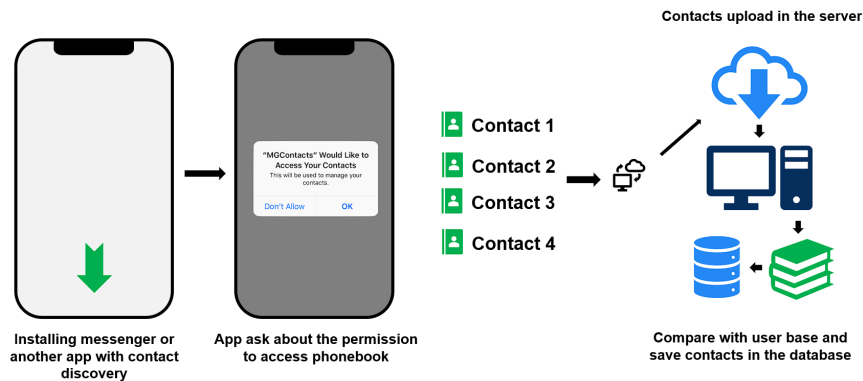 Contacts upload in the server
"MGContacts" Would Like to
Access Your Contacts
This will be used to manage your
contacts.
Don't Allow
OK
Contact 1
Contact 2
Contact 3
Contact 4
Installing messenger or
another app with contact
discovery
App ask about the permission
to access phonebook
Compare with user base and
save contacts in the database